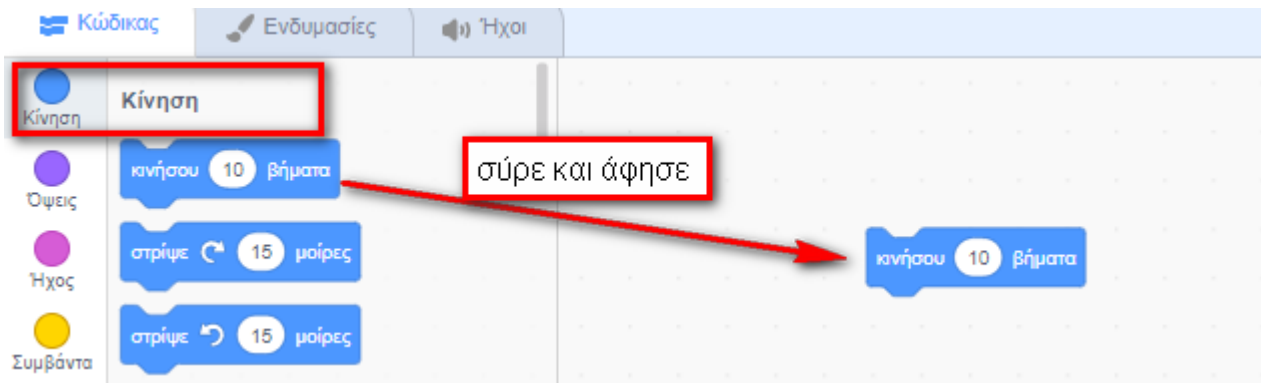 Κώδικας Ενδυμασίες Ήχοι
Κίνηση
Κίνηση
κινήσου 10 βήματα
σύρε και άφησε
Όψεις
στρίψε 15 μοίρες
κινήσου 10 βήματα
Ήχος
στρίψε 15 μοίρες
Συμβάντα